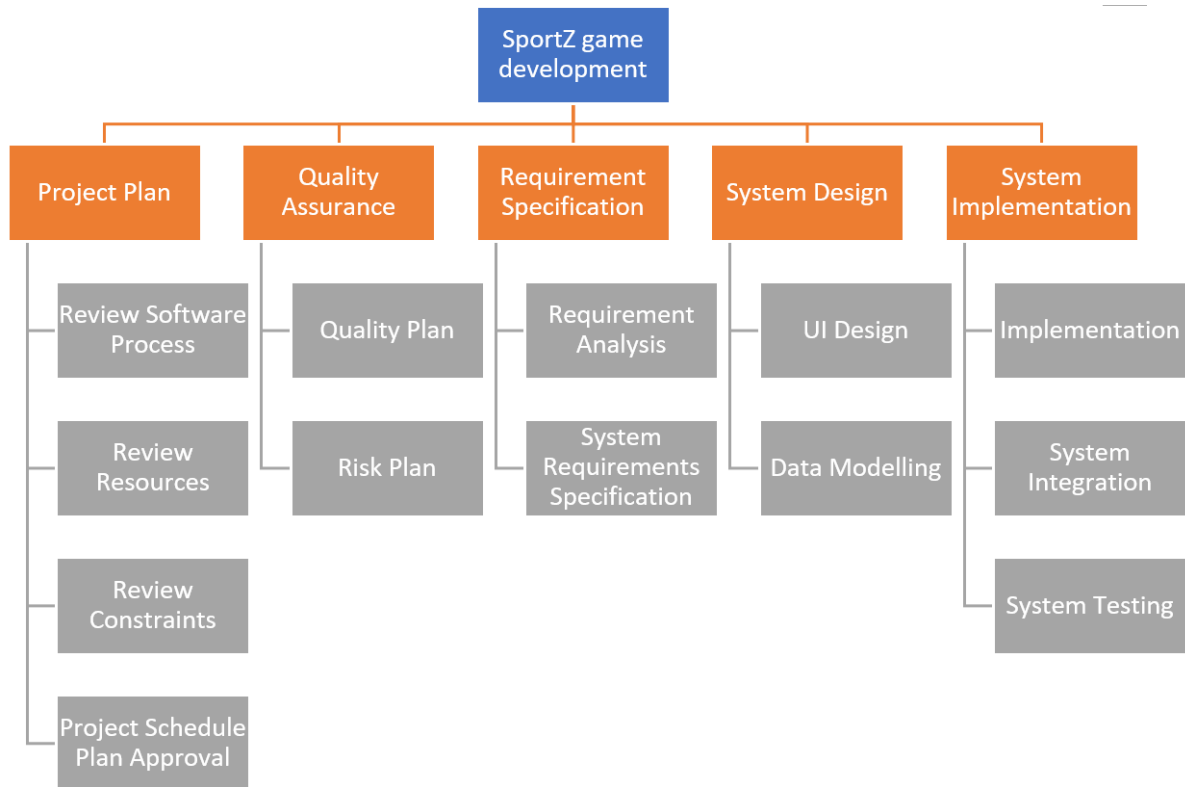 SportZ game
development
Project Plan
Quality
Assurance
Requirement
Specification
System Design
System
Implementation
Review Software
Process
Review
Resources
Review
Constraints
Project Schedule
Plan Approval
Quality Plan
Risk Plan
Requirement
Analysis
System
Requirements
Specification
UI Design
Data Modelling
Implementation
System
Integration
System Testing